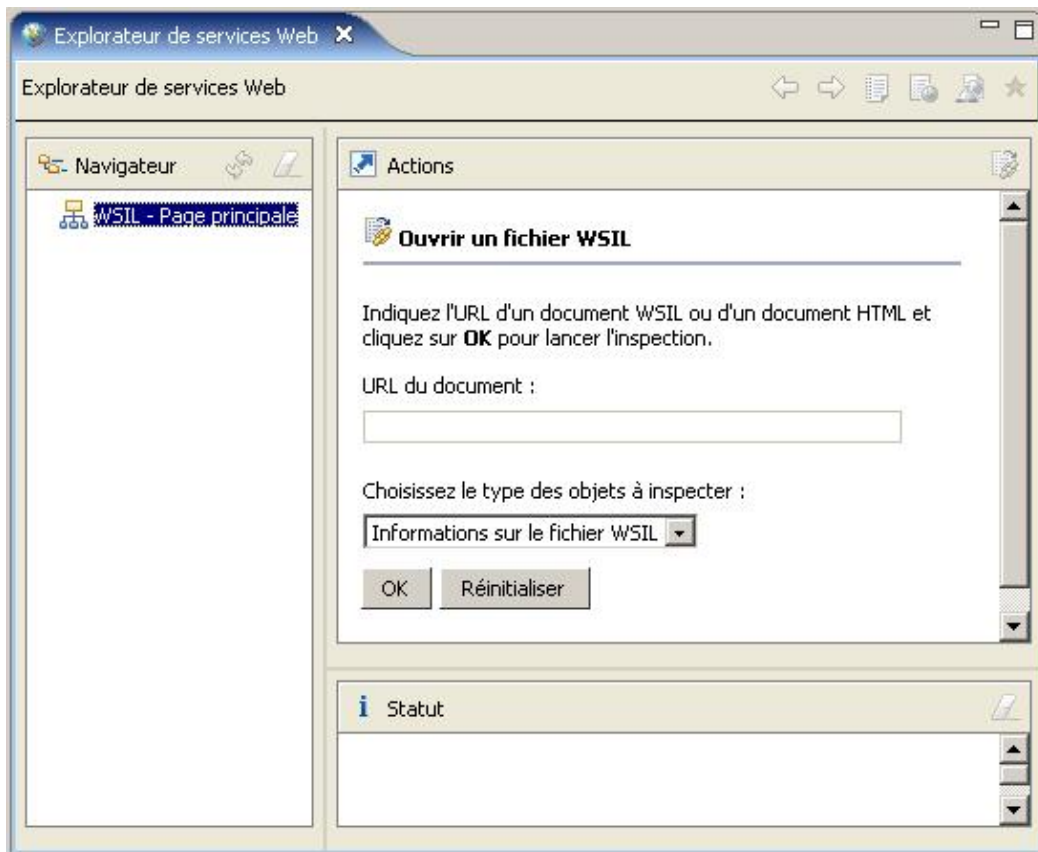 Explorateur de services Web
Explorateur de services Web
Navigateur
WSIL - Page principale
Actions
Ouvrir un fichier WSIL
Indiquez l'URL d'un document WSIL ou d'un document HTML et
cliquez sur OK pour lancer l'inspection.
URL du document :
Choisissez le type des objets à inspecter :
Informations sur le fichier WSIL
OK Réinitialiser
Statut